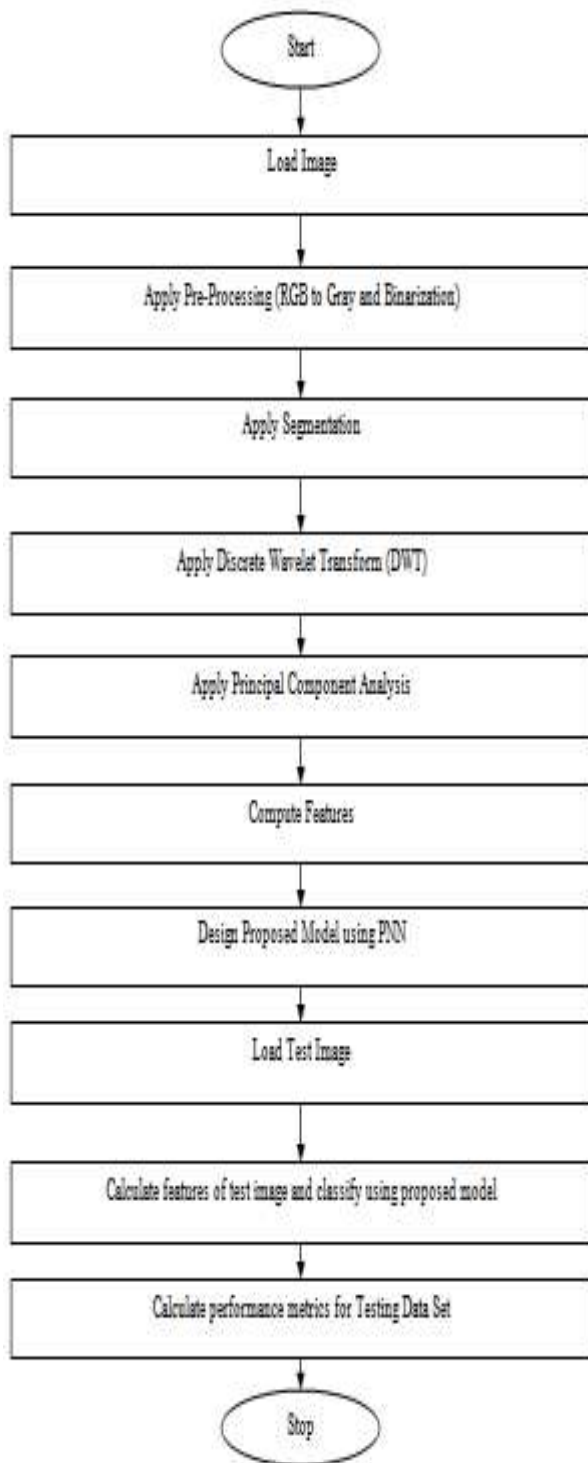 Start
Load Image
Apply Pre-Processing (RGB to Gray and Binarization)
Apply Segmentation
Apply Discrete Wavelet Transform (DWT)
Apply Principal Component Analysis
Compute Features
Design Proposed Model using PNN
Load Test Image
Calculate features of test image and classify using proposed model
Calculate performance metrics for Testing Data Set
Stop